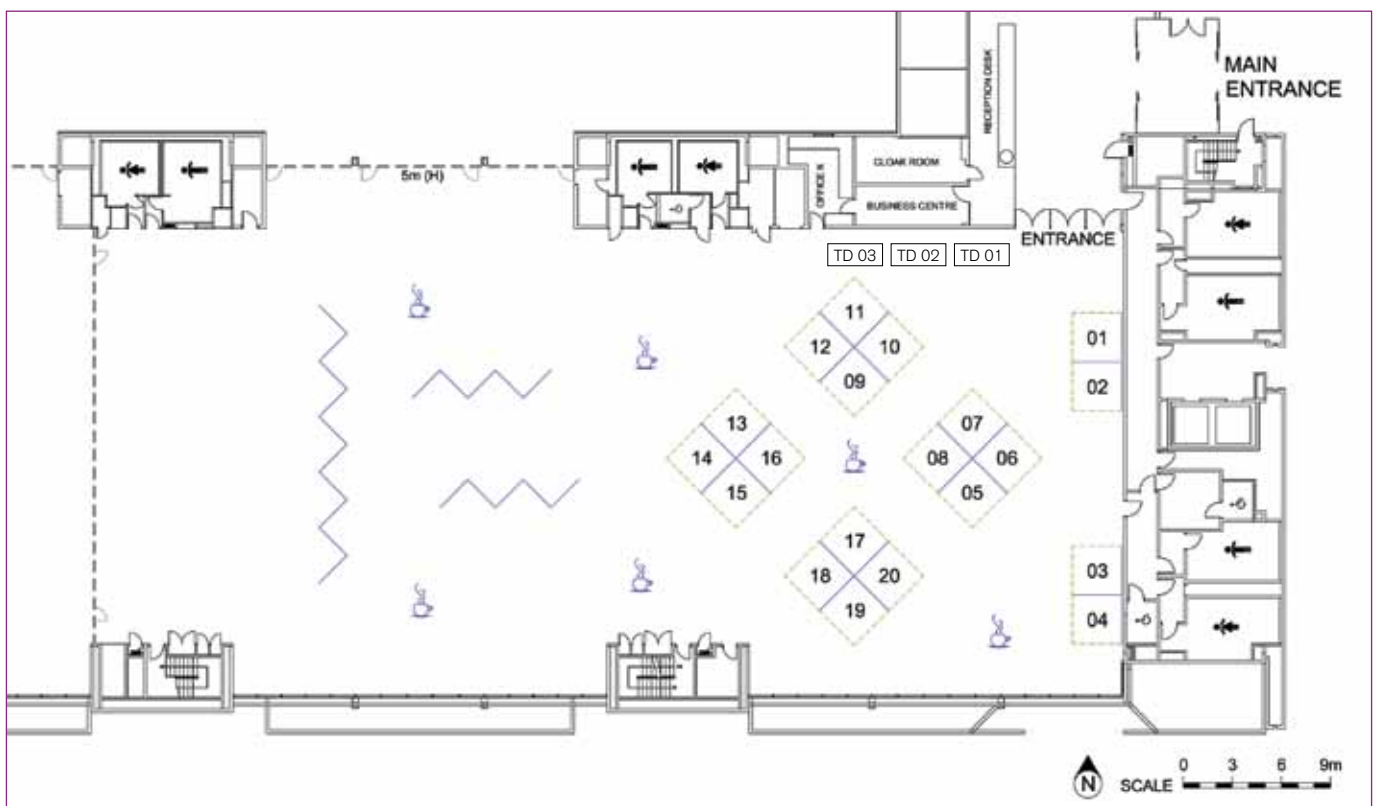 MAIN
ENTRANCE
RECEPTION DESK
CLOAK ROOM
OFFICE K
BUSINESS CENTRE
5m (H)
ENTRANCE
TD 03
TD 02
TD 01
11
12
10
09
01
02
13
14
16
15
07
08
06
05
17
18
20
19
03
04
N
SCALE
0 3 6 9m